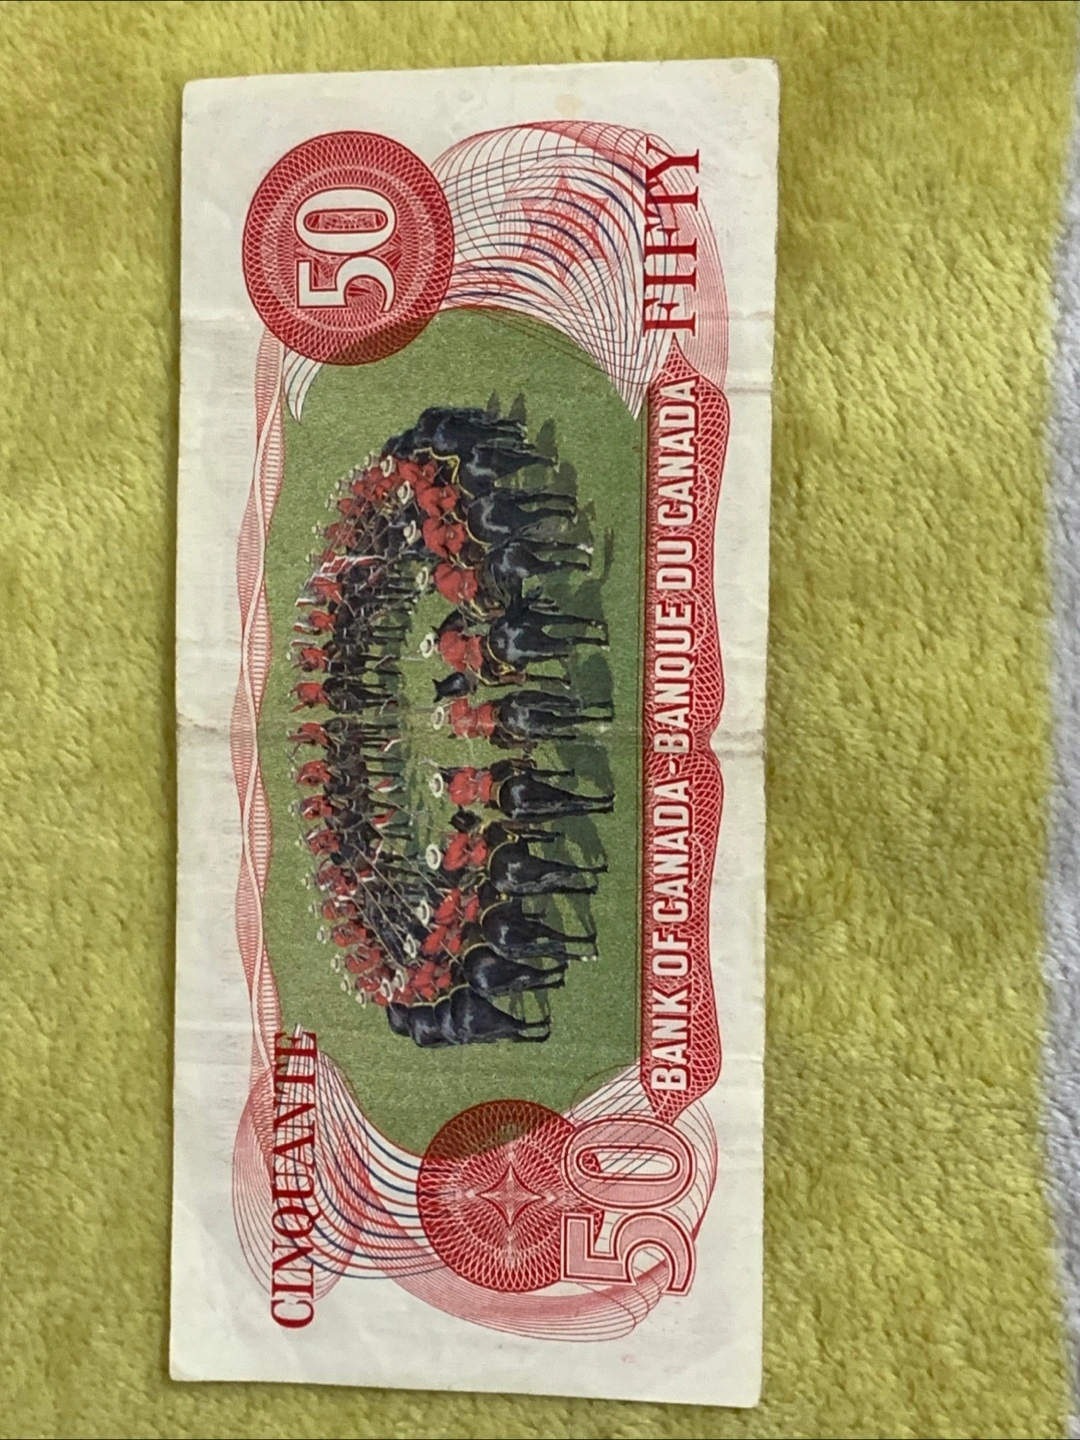 CINQUANTE
50
50
BANK OF CANADA-BANQUE DU CANADA
FIFTY